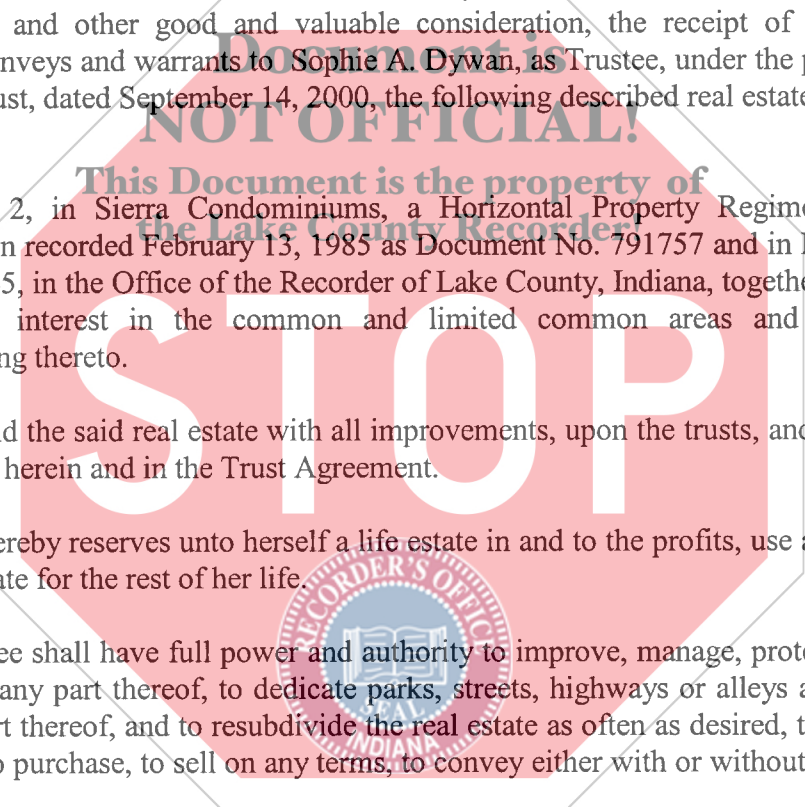 and other good and valuable consideration, the receipt of
Document is
nveys and warrants to Sophie A. Dywan, as Trustee, under the p
ust, dated September 14, 2000, the following described real estate
NOT OFFICIAL!
This Document is the property of
2, in Sierra Condominiums, a Horizontal Property Regime
the Lake County Recorder!
n recorded February 13, 1985 as Document No. 791757 and in
5, in the Office of the Recorder of Lake County, Indiana, togethe
interest in the common and limited common areas and
ng thereto.
STOP
d the said real estate with all improvements, upon the trusts, and
herein and in the Trust Agreement.
ereby reserves unto herself a life estate in and to the profits, use a
ate for the rest of her life.
RECORDER'S OFFICE
ee shall have full power and authority to improve, manage, prote
any part thereof, to dedicate parks, streets, highways or alleys a
SEAL
rt thereof, and to resubdivide the real estate as often as desired, t
INDIANA
o purchase, to sell on any terms, to convey either with or without